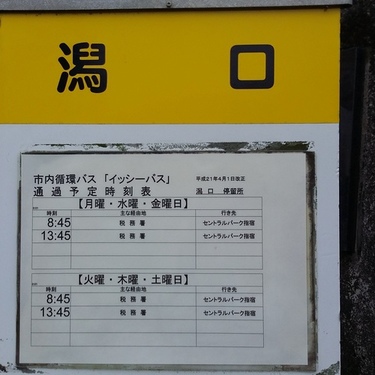 潟 口
市内循環バス 「イッシーバス」 平成21年4月1日改正
通過予定時刻表 潟口 停留所
【月曜・水曜・金曜日】
時刻 主な経由地 行き先
8:45 税務署 セントラルパーク指宿
13:45 税務署 セントラルパーク指宿
【火曜・木曜・土曜日】
時刻 主な経由地 行き先
8:45 税務署 セントラルパーク指宿
13:45 税務署 セントラルパーク指宿